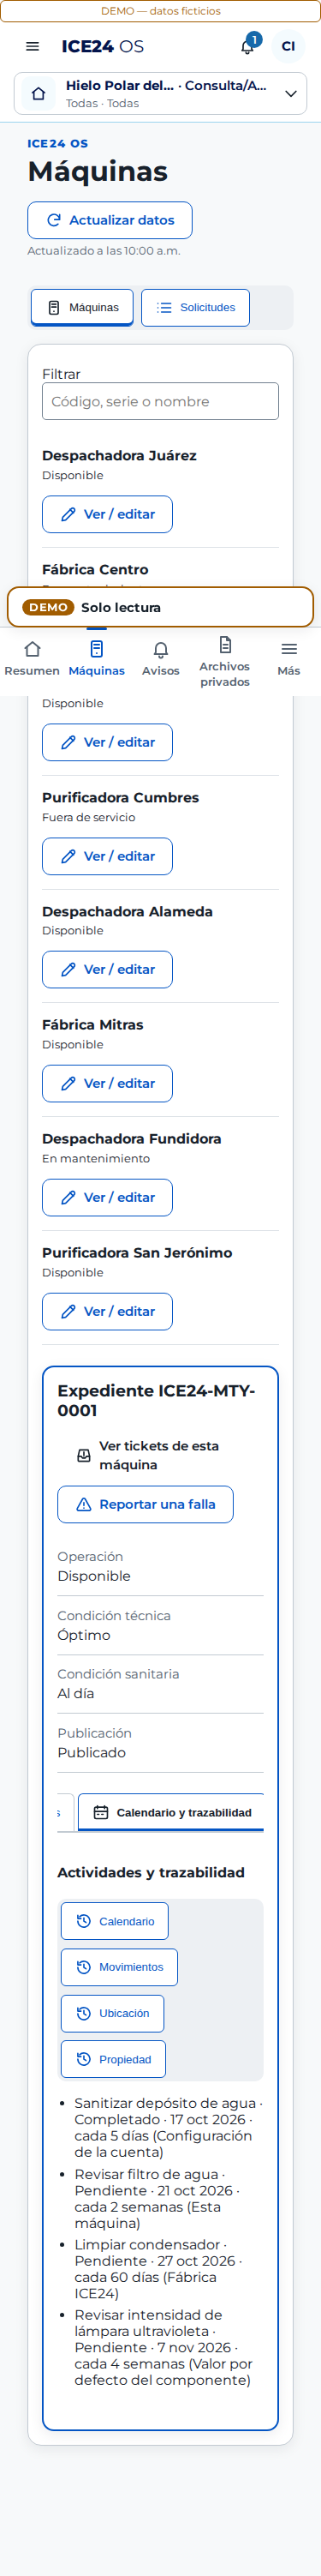 DEMO — datos ficticios
ICE24 OS
1
CI
Hielo Polar del... · Consulta/A...
Todas · Todas
ICE24 OS
Máquinas
Actualizar datos
Actualizado a las 10:00 a.m.
Máquinas
Solicitudes
Filtrar
Código, serie o nombre
Despachadora Juárez
Disponible
Ver / editar
Fábrica Centro
DEMO Solo lectura
Resumen
Máquinas
Avisos
Archivos privados
Más
Disponible
Ver / editar
Purificadora Cumbres
Fuera de servicio
Ver / editar
Despachadora Alameda
Disponible
Ver / editar
Fábrica Mitras
Disponible
Ver / editar
Despachadora Fundidora
En mantenimiento
Ver / editar
Purificadora San Jerónimo
Disponible
Ver / editar
Expediente ICE24-MTY-
0001
Ver tickets de esta
máquina
Reportar una falla
Operación
Disponible
Condición técnica
Óptimo
Condición sanitaria
Al día
Publicación
Publicado
s
Calendario y trazabilidad
Actividades y trazabilidad
Calendario
Movimientos
Ubicación
Propiedad
• Sanitizar depósito de agua ·
Completado · 17 oct 2026 ·
cada 5 días (Configuración
de la cuenta)
• Revisar filtro de agua ·
Pendiente · 21 oct 2026 ·
cada 2 semanas (Esta
máquina)
• Limpiar condensador ·
Pendiente · 27 oct 2026 ·
cada 60 días (Fábrica
ICE24)
• Revisar intensidad de
lámpara ultravioleta ·
Pendiente · 7 nov 2026 ·
cada 4 semanas (Valor por
defecto del componente)